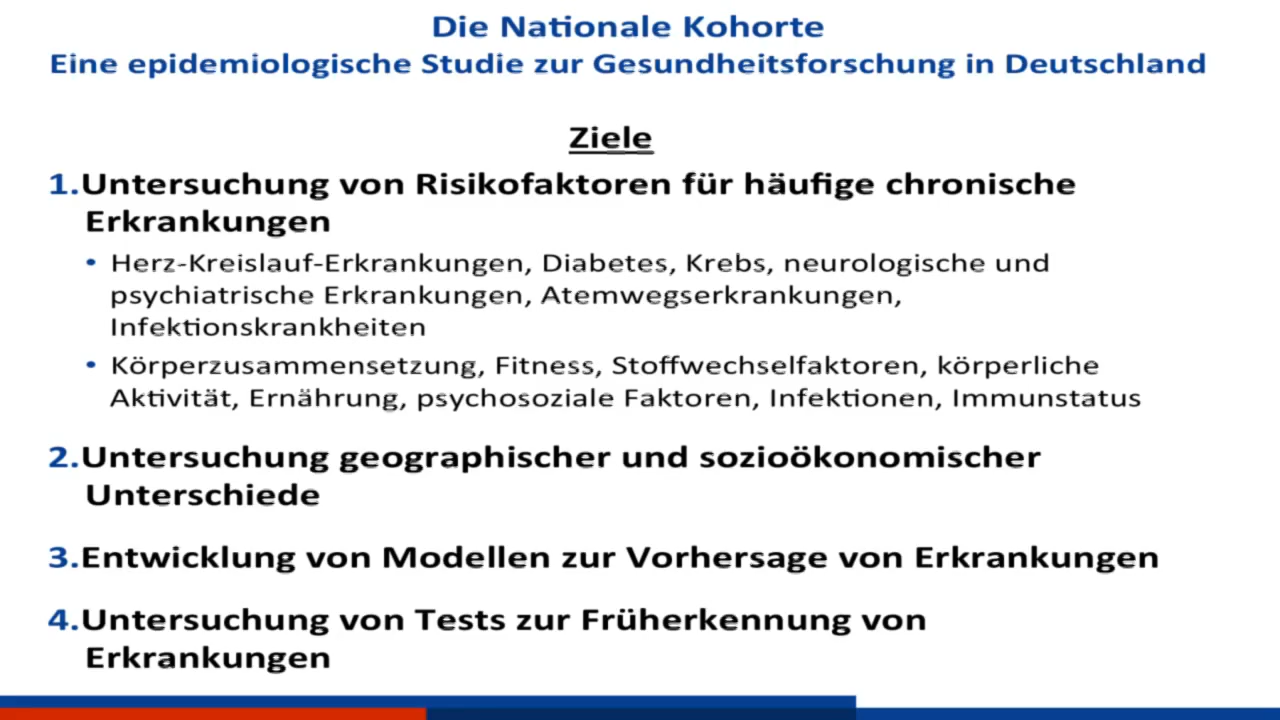 Die Nationale Kohorte
Eine epidemiologische Studie zur Gesundheitsforschung in Deutschland
Ziele
1.Untersuchung von Risikofaktoren für häufige chronische
Erkrankungen
• Herz-Kreislauf-Erkrankungen, Diabetes, Krebs, neurologische und
psychiatrische Erkrankungen, Atemwegserkrankungen,
Infektionskrankheiten
• Körperzusammensetzung, Fitness, Stoffwechselfaktoren, körperliche
Aktivität, Ernährung, psychosoziale Faktoren, Infektionen, Immunstatus
2.Untersuchung geographischer und sozioökonomischer
Unterschiede
3.Entwicklung von Modellen zur Vorhersage von Erkrankungen
4.Untersuchung von Tests zur Früherkennung von
Erkrankungen